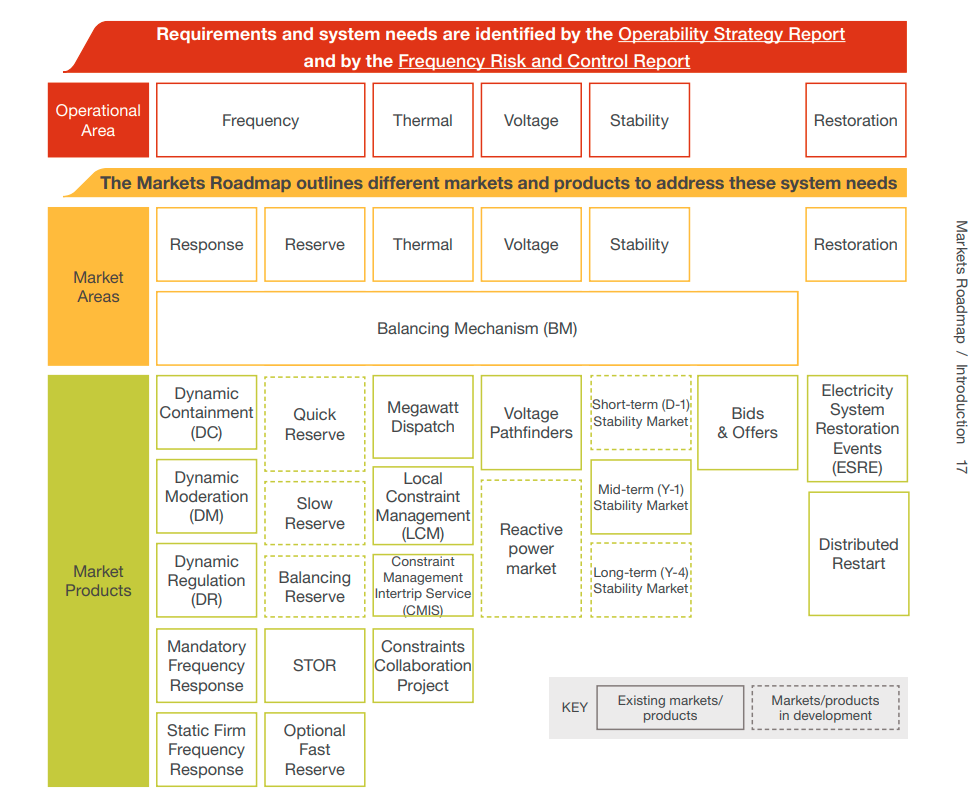 Requirements and system needs are identified by the Operability Strategy Report
and by the Frequency Risk and Control Report
Operational
Area
Frequency
Thermal
Voltage
Stability
Restoration
The Markets Roadmap outlines different markets and products to address these system needs
Market
Areas
Response
Reserve
Thermal
Voltage
Stability
Restoration
Balancing Mechanism (BM)
Market
Products
Dynamic
Containment
(DC)
Dynamic
Moderation
(DM)
Dynamic
Regulation
(DR)
Mandatory
Frequency
Response
Static Firm
Frequency
Response
Quick
Reserve
Slow
Reserve
Balancing
Reserve
STOR
Optional
Fast
Reserve
Megawatt
Dispatch
Local
Constraint
Management
(LCM)
Constraint
Management
Intertrip Service
(CMIS)
Constraints
Collaboration
Project
Voltage
Pathfinders
Reactive
power
market
Short-term (D-1)
Stability Market
Mid-term (Y-1)
Stability Market
Long-term (Y-4)
Stability Market
Bids
& Offers
Electricity
System
Restoration
Events
(ESRE)
Distributed
Restart
KEY
Existing markets/
products
Markets/products
in development
Markets Roadmap / Introduction 17